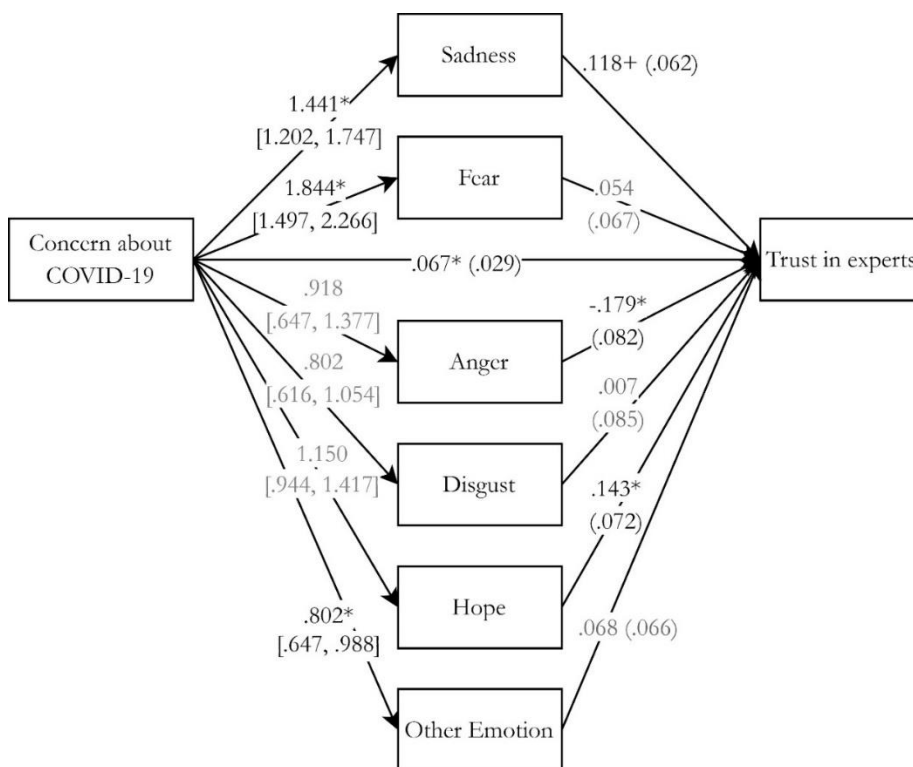 Sadness
.118+ (.062)
1.441*
[1.202, 1.747]
Fear
1.844*
[1.497, 2.266]
.054
(.067)
Concern about
COVID-19
.067* (.029)
Trust in experts
.918
[.647, 1.377]
-.179*
(.082)
Anger
.802
[.616, 1.054]
.007
(.085)
1.150
[.944, 1.417]
Disgust
.143*
(.072)
Hope
.802*
[.647, .988]
.068 (.066)
Other Emotion